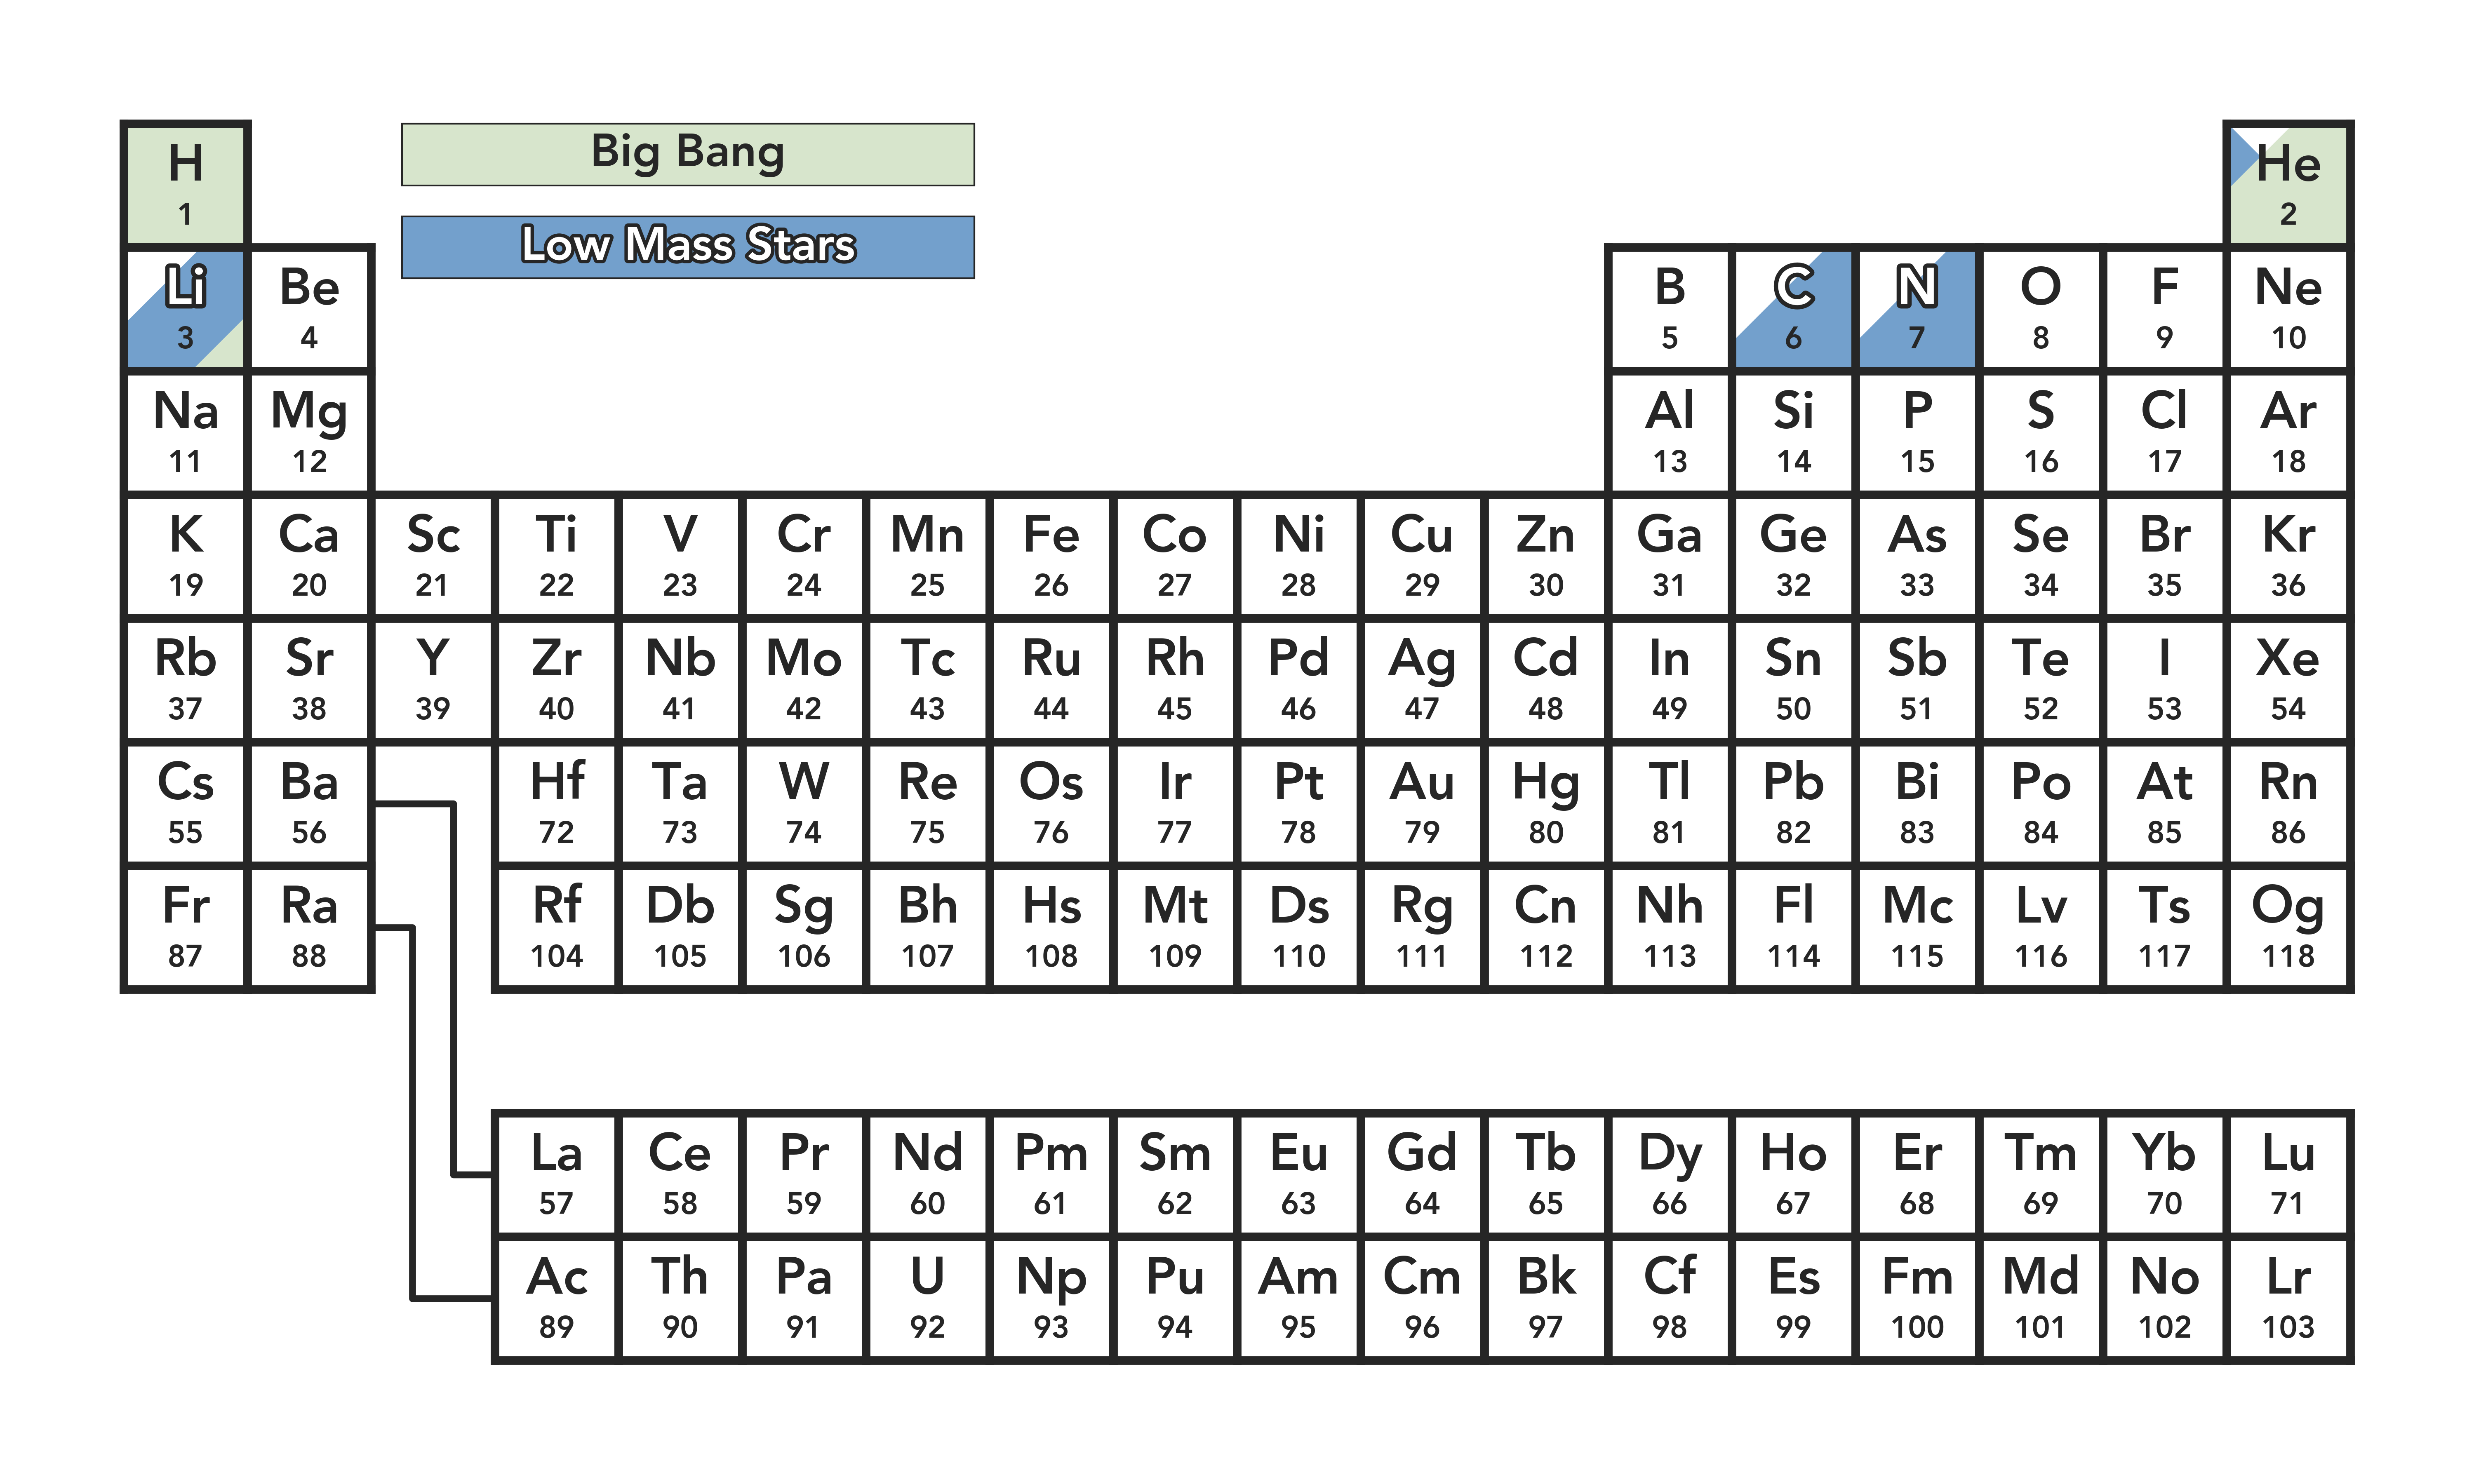 H Big Bang He
1 2
Low Mass Stars
Li Be B C N O F Ne
3 4 5 6 7 8 9 10
Na Mg Al Si P S Cl Ar
11 12 13 14 15 16 17 18
K Ca Sc Ti V Cr Mn Fe Co Ni Cu Zn Ga Ge As Se Br Kr
19 20 21 22 23 24 25 26 27 28 29 30 31 32 33 34 35 36
Rb Sr Y Zr Nb Mo Tc Ru Rh Pd Ag Cd In Sn Sb Te I Xe
37 38 39 40 41 42 43 44 45 46 47 48 49 50 51 52 53 54
Cs Ba Hf Ta W Re Os Ir Pt Au Hg Tl Pb Bi Po At Rn
55 56 72 73 74 75 76 77 78 79 80 81 82 83 84 85 86
Fr Ra Rf Db Sg Bh Hs Mt Ds Rg Cn Nh Fl Mc Lv Ts Og
87 88 104 105 106 107 108 109 110 111 112 113 114 115 116 117 118
La Ce Pr Nd Pm Sm Eu Gd Tb Dy Ho Er Tm Yb Lu
57 58 59 60 61 62 63 64 65 66 67 68 69 70 71
Ac Th Pa U Np Pu Am Cm Bk Cf Es Fm Md No Lr
89 90 91 92 93 94 95 96 97 98 99 100 101 102 103